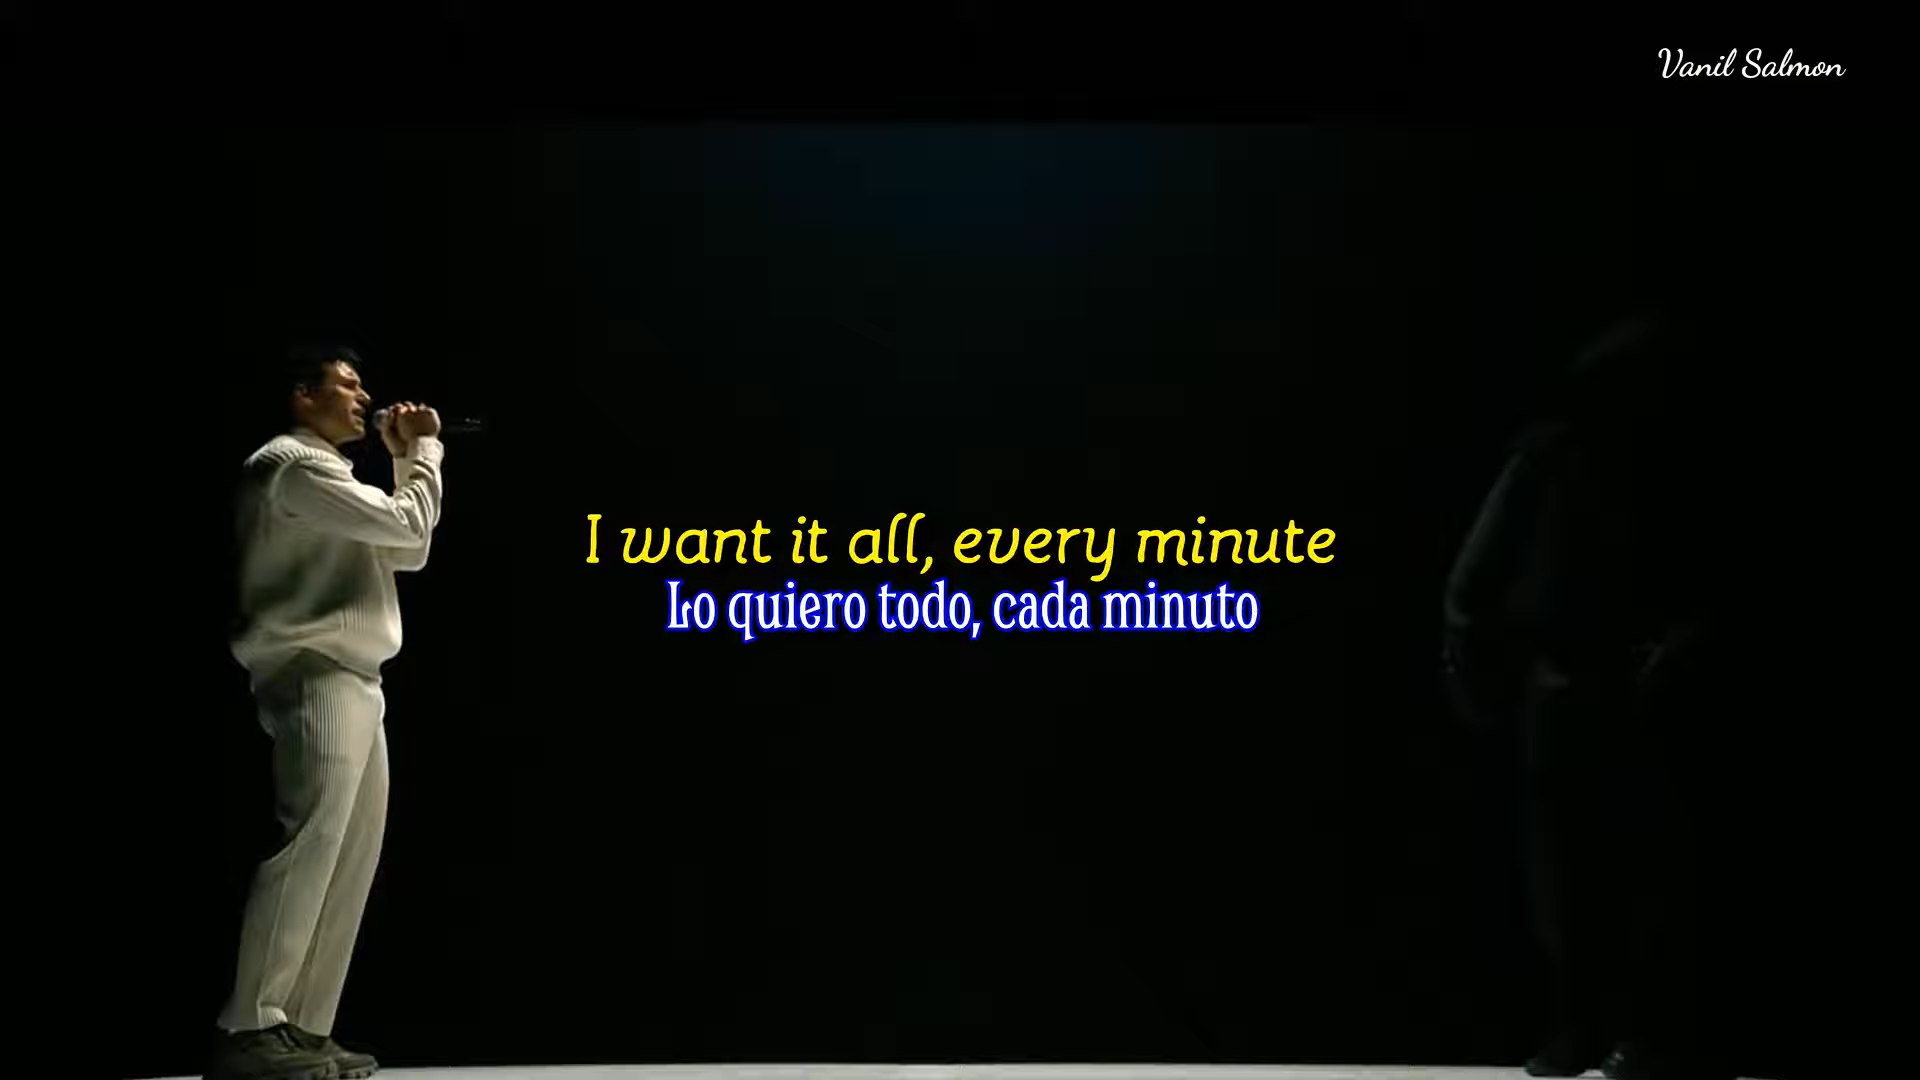 Vanil Salmon
I want it all, every minute
Lo quiero todo, cada minuto